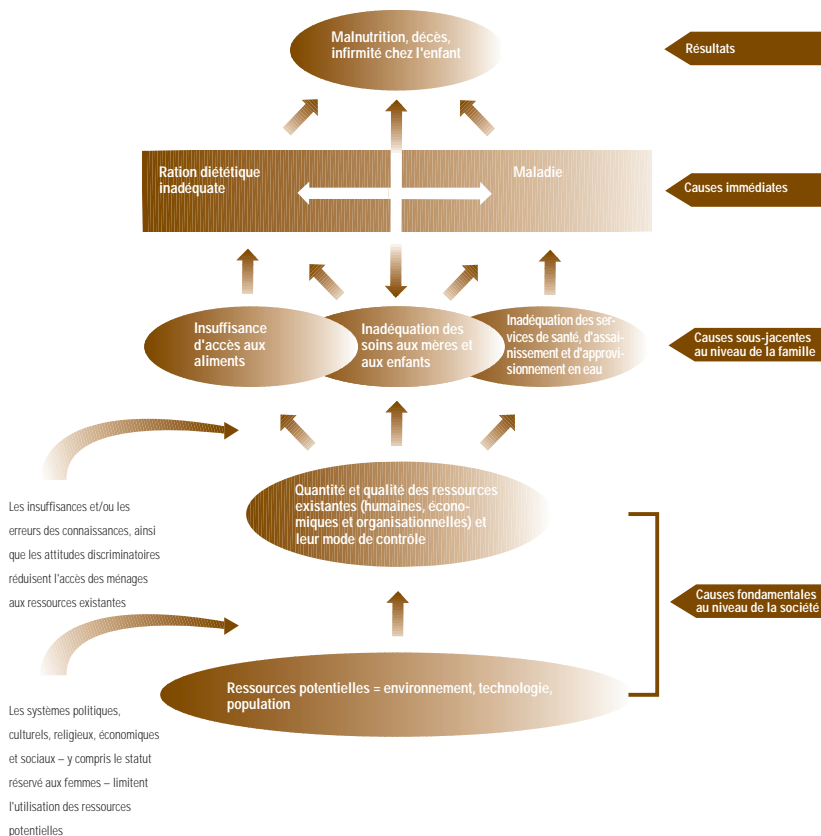 Malnutrition, décès,
infirmité chez l'enfant
Résultats
Ration diététique
inadéquate
Maladie
Causes immédiates
Insuffisance
d'accès aux
aliments
Inadéquation des
soins aux mères et
aux enfants
Inadéquation des ser-
vices de santé, d'assai-
nissement et d'approvi-
sionnement en eau
Causes sous-jacentes
au niveau de la famille
Les insuffisances et/ou les
erreurs des connaissances, ainsi
que les attitudes discriminatoires
réduisent l'accès des ménages
aux ressources existantes
Quantité et qualité des ressources
existantes (humaines, écono-
miques et organisationnelles) et
leur mode de contrôle
Causes fondamentales
au niveau de la société
Ressources potentielles = environnement, technologie,
population
Les systèmes politiques,
culturels, religieux, économiques
et sociaux – y compris le statut
réservé aux femmes – limitent
l'utilisation des ressources
potentielles